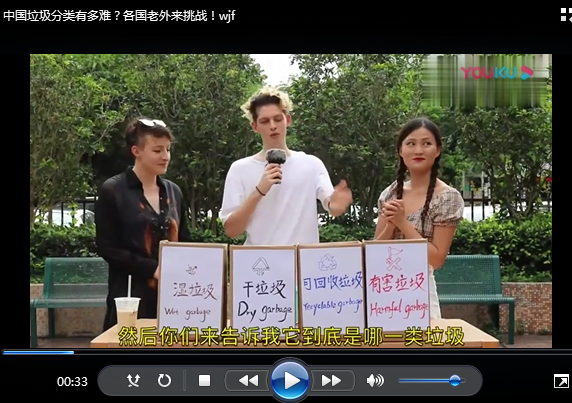 中国垃圾分类有多难？各国老外来挑战！wjf
YOUKU
湿垃圾
Wet garbage
干垃圾
Dry garbage
可回收垃圾
Recyclable garbage
有害垃圾
Harmful garbage
然后你们来告诉我它到底是哪一类垃圾
00:33